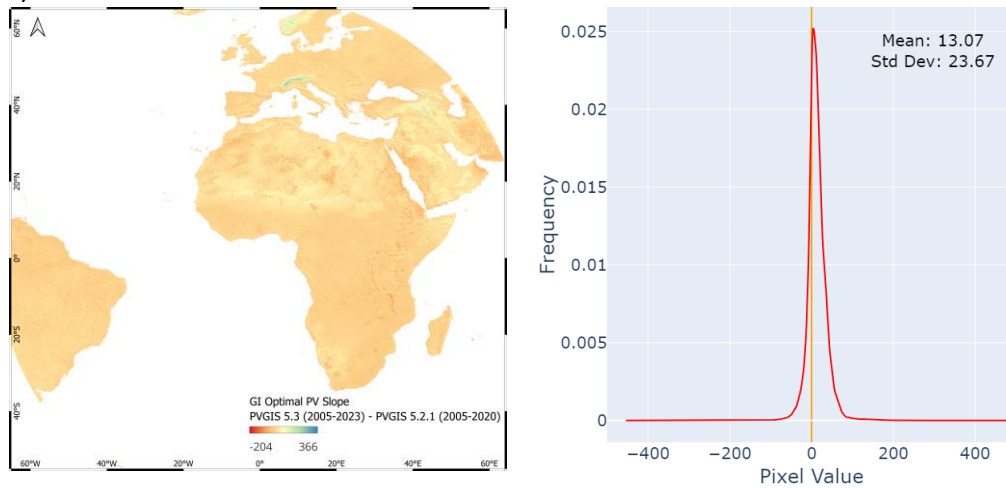 60°N
40°N
20°N
0°
20°S
40°S
60°W
40°W
20°W
0°
20°E
40°E
60°E
GI Optimal PV Slope
PVGIS 5.3 (2005-2023) - PVGIS 5.2.1 (2005-2020)
-204
366
Mean: 13.07
Std Dev: 23.67
Frequency
0.025
0.02
0.015
0.01
0.005
0
−400
−200
0
200
400
Pixel Value